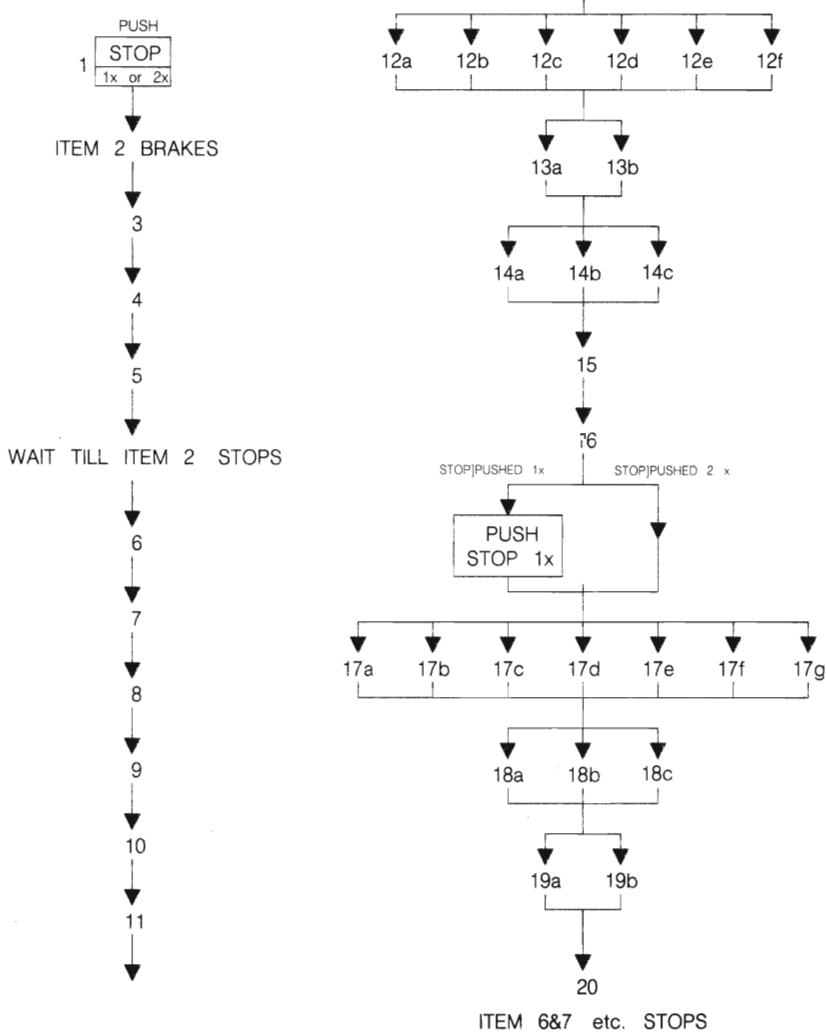 PUSH
1 STOP
1x or 2x
ITEM 2 BRAKES
3
4
5
WAIT TILL ITEM 2 STOPS
6
7
8
9
10
11
12a 12b 12c 12d 12e 12f
13a 13b
14a 14b 14c
15
16
STOP]PUSHED 1x STOP]PUSHED 2 x
PUSH
STOP 1x
17a 17b 17c 17d 17e 17f 17g
18a 18b 18c
19a 19b
20
ITEM 6&7 etc. STOPS